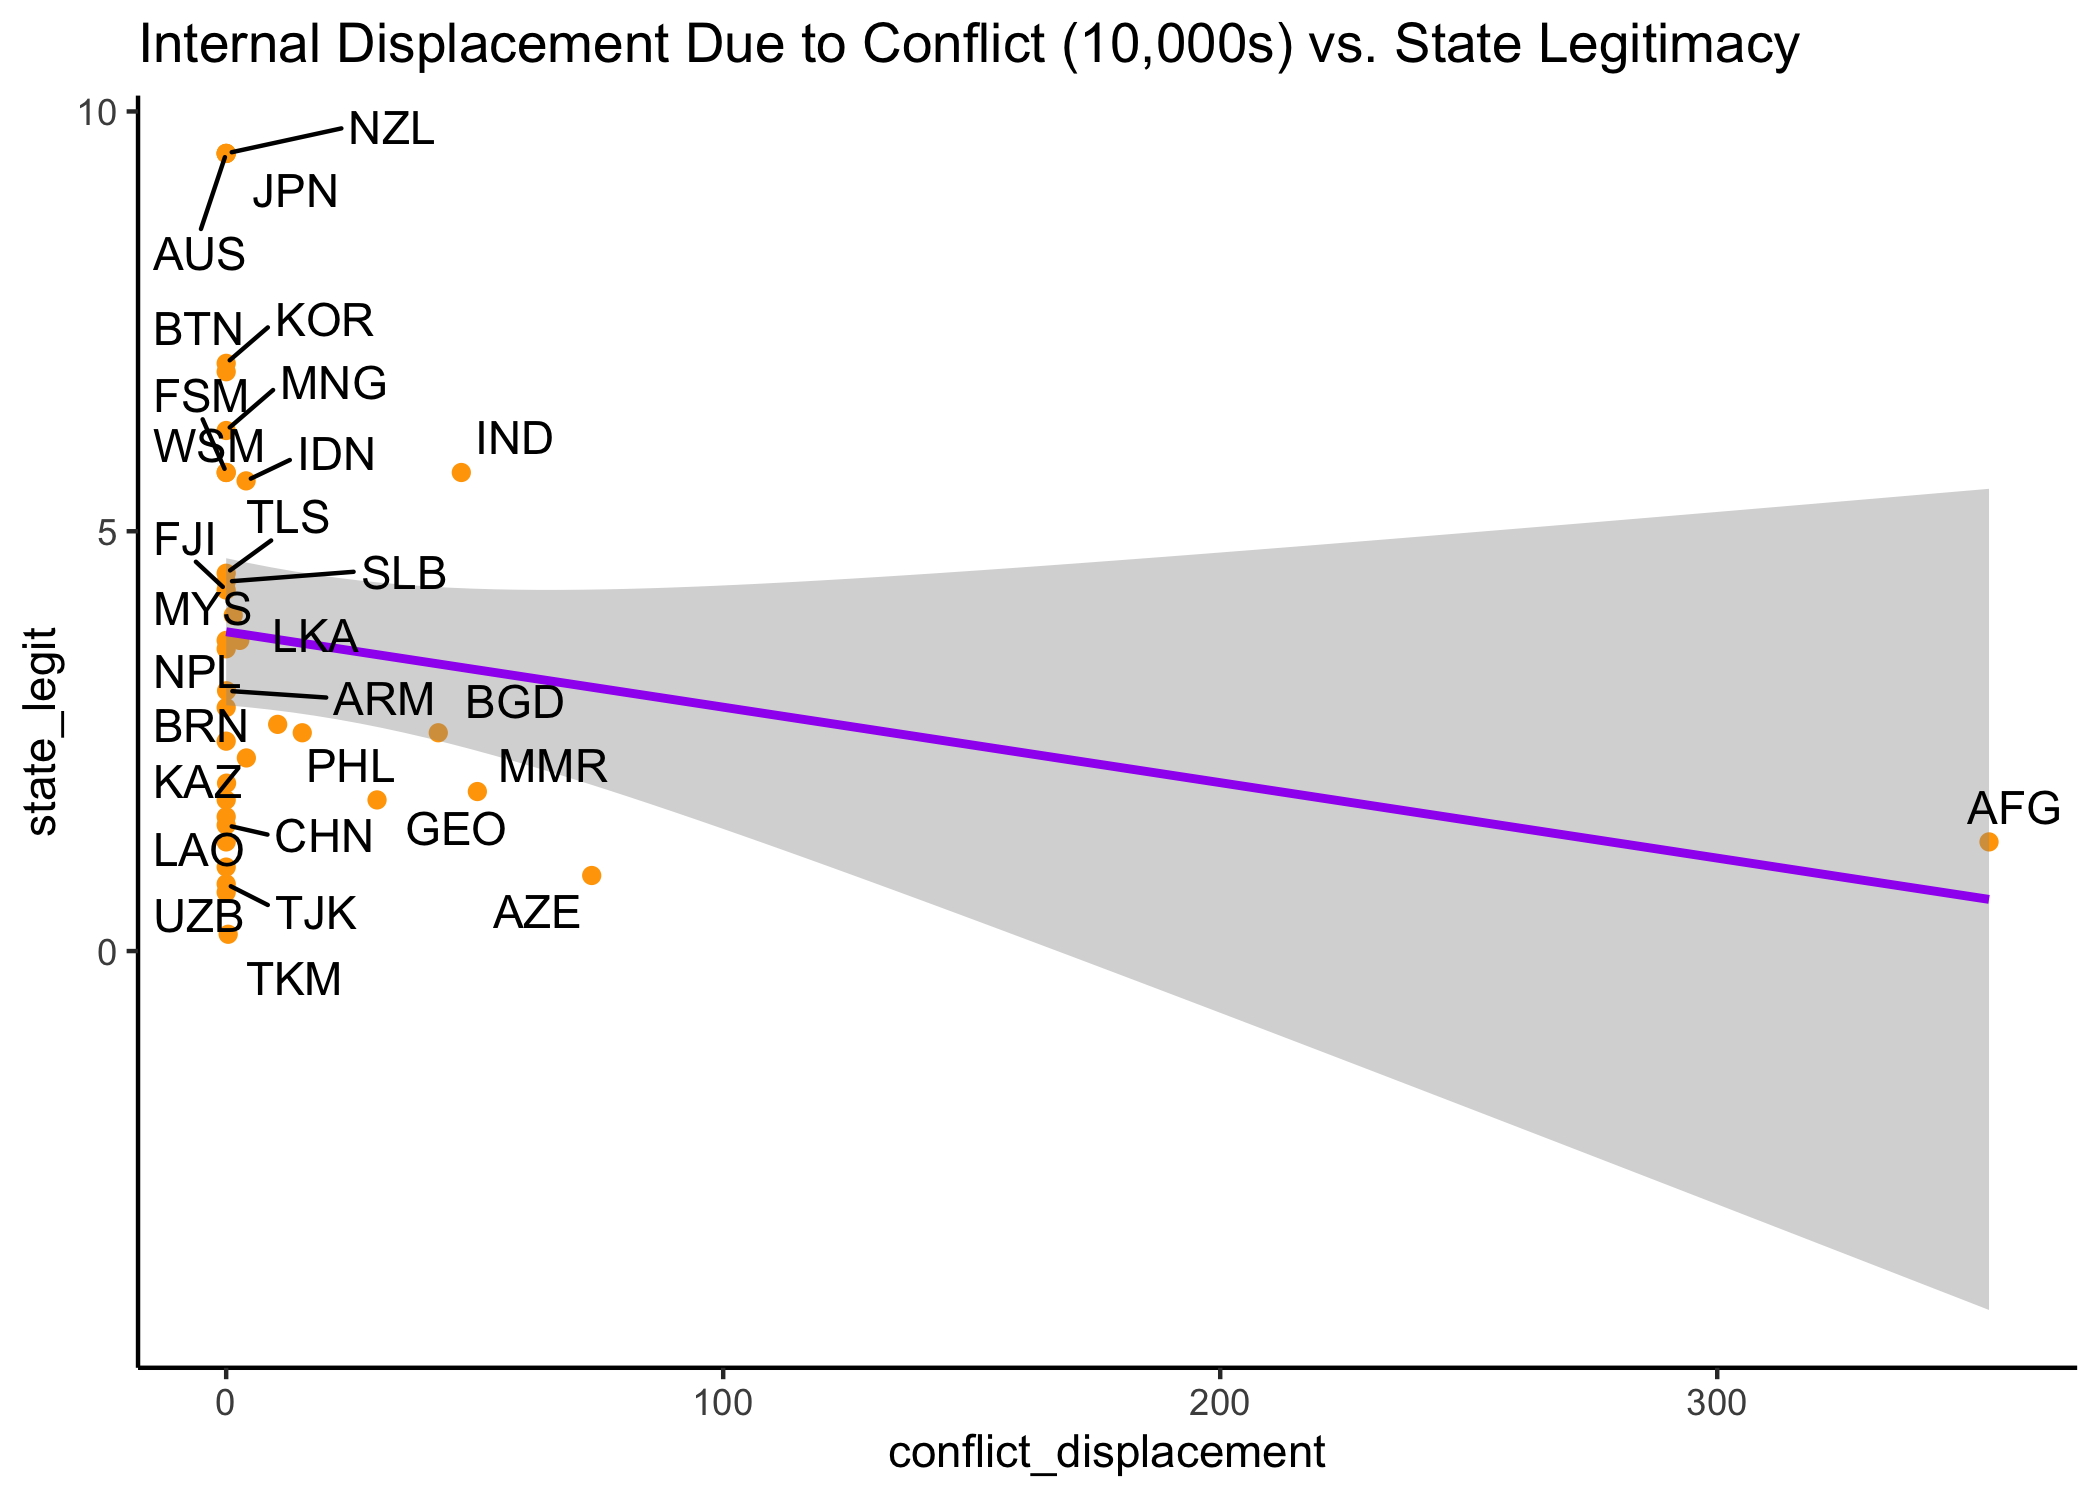 Internal Displacement Due to Conflict (10,000s) vs. State Legitimacy
10
NZL
JPN
AUS
BTN
KOR
MNG
FSM
WSM
IDN
IND
TLS
5
FJI
SLB
MYS
LKA
NPL
ARM
BGD
BRN
PHL
MMR
KAZ
AFG
GEO
CHN
LAO
AZE
TJK
UZB
0
TKM
state_legit
0
100
200
300
conflict_displacement